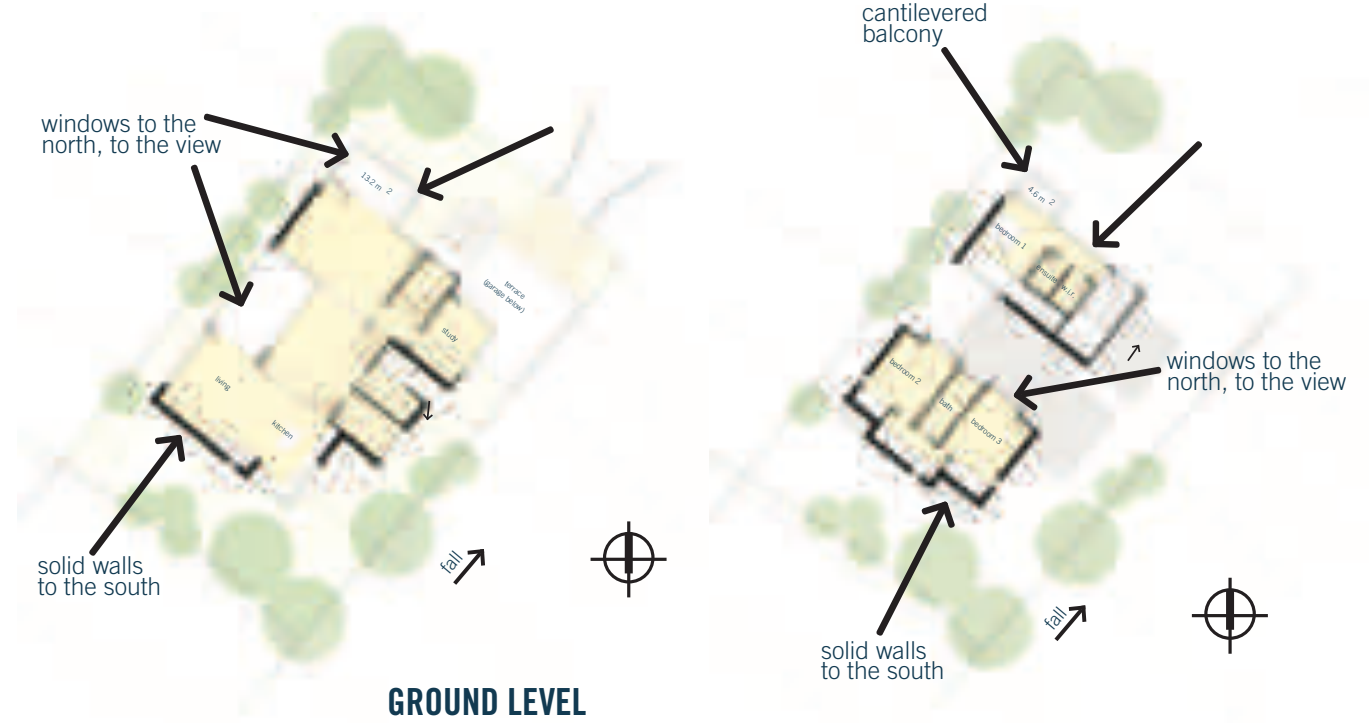 windows to the
north, to the view
13.2 m 2
terrace
(garage below)
study
living
kitchen
solid walls
to the south
fall
GROUND LEVEL
cantilevered
balcony
4.6 m 2
bedroom 1
ensuite
w.i.r.
windows to the
north, to the view
bedroom 2
bath
bedroom 3
solid walls
to the south
fall